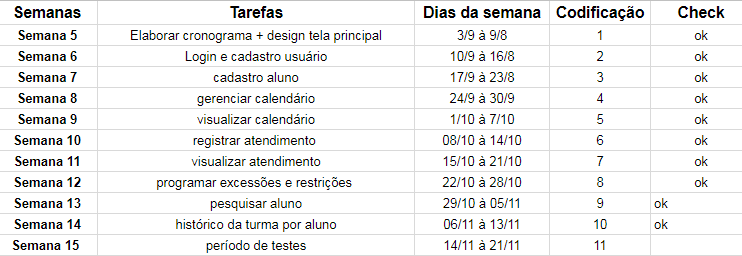 Semanas Tarefas Dias da semana Codificação Check
Semana 5 Elaborar cronograma + design tela principal 3/9 à 9/8 1 ok
Semana 6 Login e cadastro usuário 10/9 à 16/8 2 ok
Semana 7 cadastro aluno 17/9 à 23/8 3 ok
Semana 8 gerenciar calendário 24/9 à 30/9 4 ok
Semana 9 visualizar calendário 1/10 à 7/10 5 ok
Semana 10 registrar atendimento 08/10 à 14/10 6 ok
Semana 11 visualizar atendimento 15/10 à 21/10 7 ok
Semana 12 programar excessões e restrições 22/10 à 28/10 8 ok
Semana 13 pesquisar aluno 29/10 à 05/11 9 ok
Semana 14 histórico da turma por aluno 06/11 à 13/11 10 ok
Semana 15 período de testes 14/11 à 21/11 11